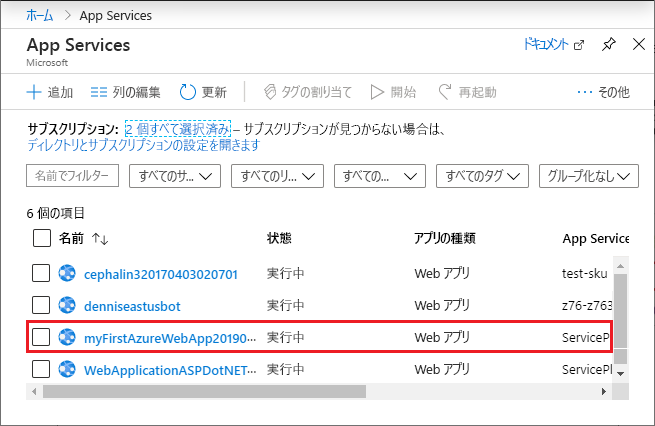 ホーム > App Services
App Services
Microsoft
ドキュメント
追加 列の編集 更新 タグの割り当て 開始 再起動 ··· その他
サブスクリプション: 2 個すべて選択済み – サブスクリプションが見つからない場合は、
ディレクトリとサブスクリプションの設定を開きます
名前でフィルター すべてのサ... すべてのリ... すべての... すべてのタグ グループ化なし
6 個の項目
名前 ↑↓ 状態 アプリの種類 App Service
cephalin320170403020701 実行中 Web アプリ test-sku
denniseastusbot 実行中 Web アプリ z76-z763
myFirstAzureWebApp20190... 実行中 Web アプリ ServicePl
WebApplicationASPDotNET... 実行中 Web アプリ ServicePl